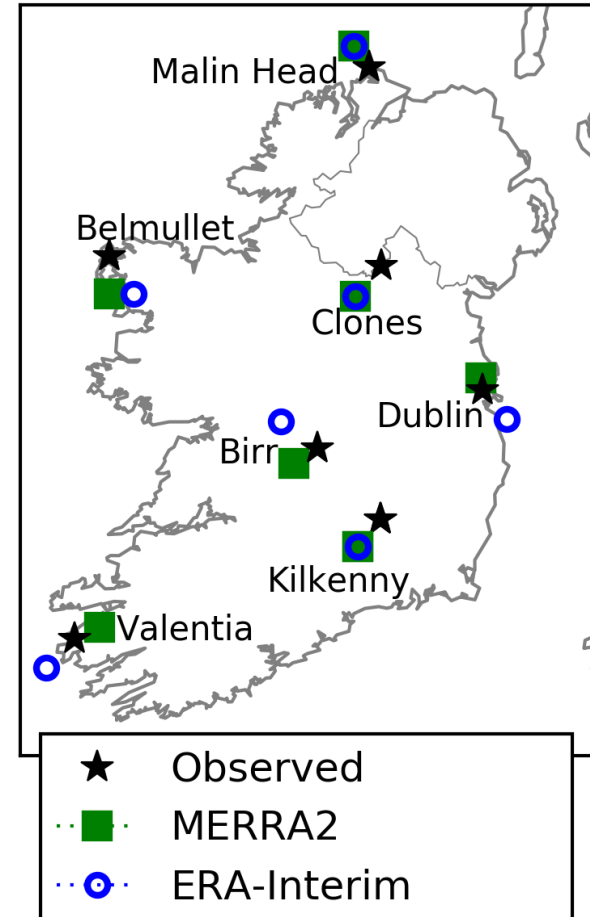 Malin Head
Belmullet
Clones
Dublin
Birr
Kilkenny
Valentia
Observed
MERRA2
ERA-Interim